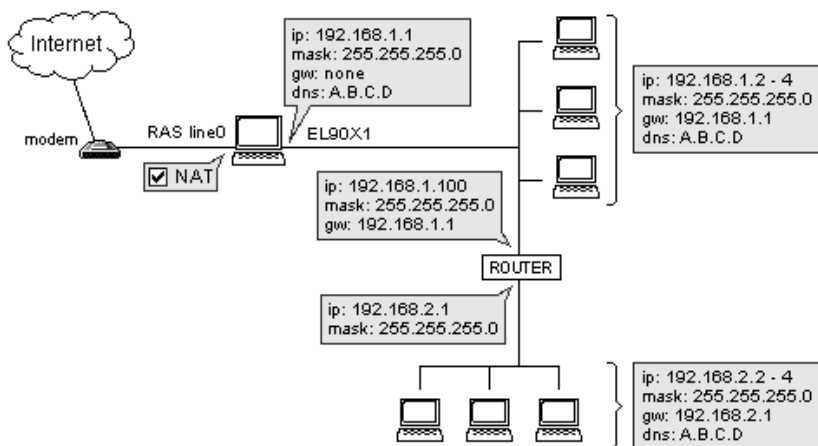 Internet
modem
RAS line0
NAT
ip: 192.168.1.1
mask: 255.255.255.0
gw: none
dns: A.B.C.D
EL90X1
ip: 192.168.1.2 - 4
mask: 255.255.255.0
gw: 192.168.1.1
dns: A.B.C.D
ip: 192.168.1.100
mask: 255.255.255.0
gw: 192.168.1.1
ROUTER
ip: 192.168.2.1
mask: 255.255.255.0
ip: 192.168.2.2 - 4
mask: 255.255.255.0
gw: 192.168.2.1
dns: A.B.C.D